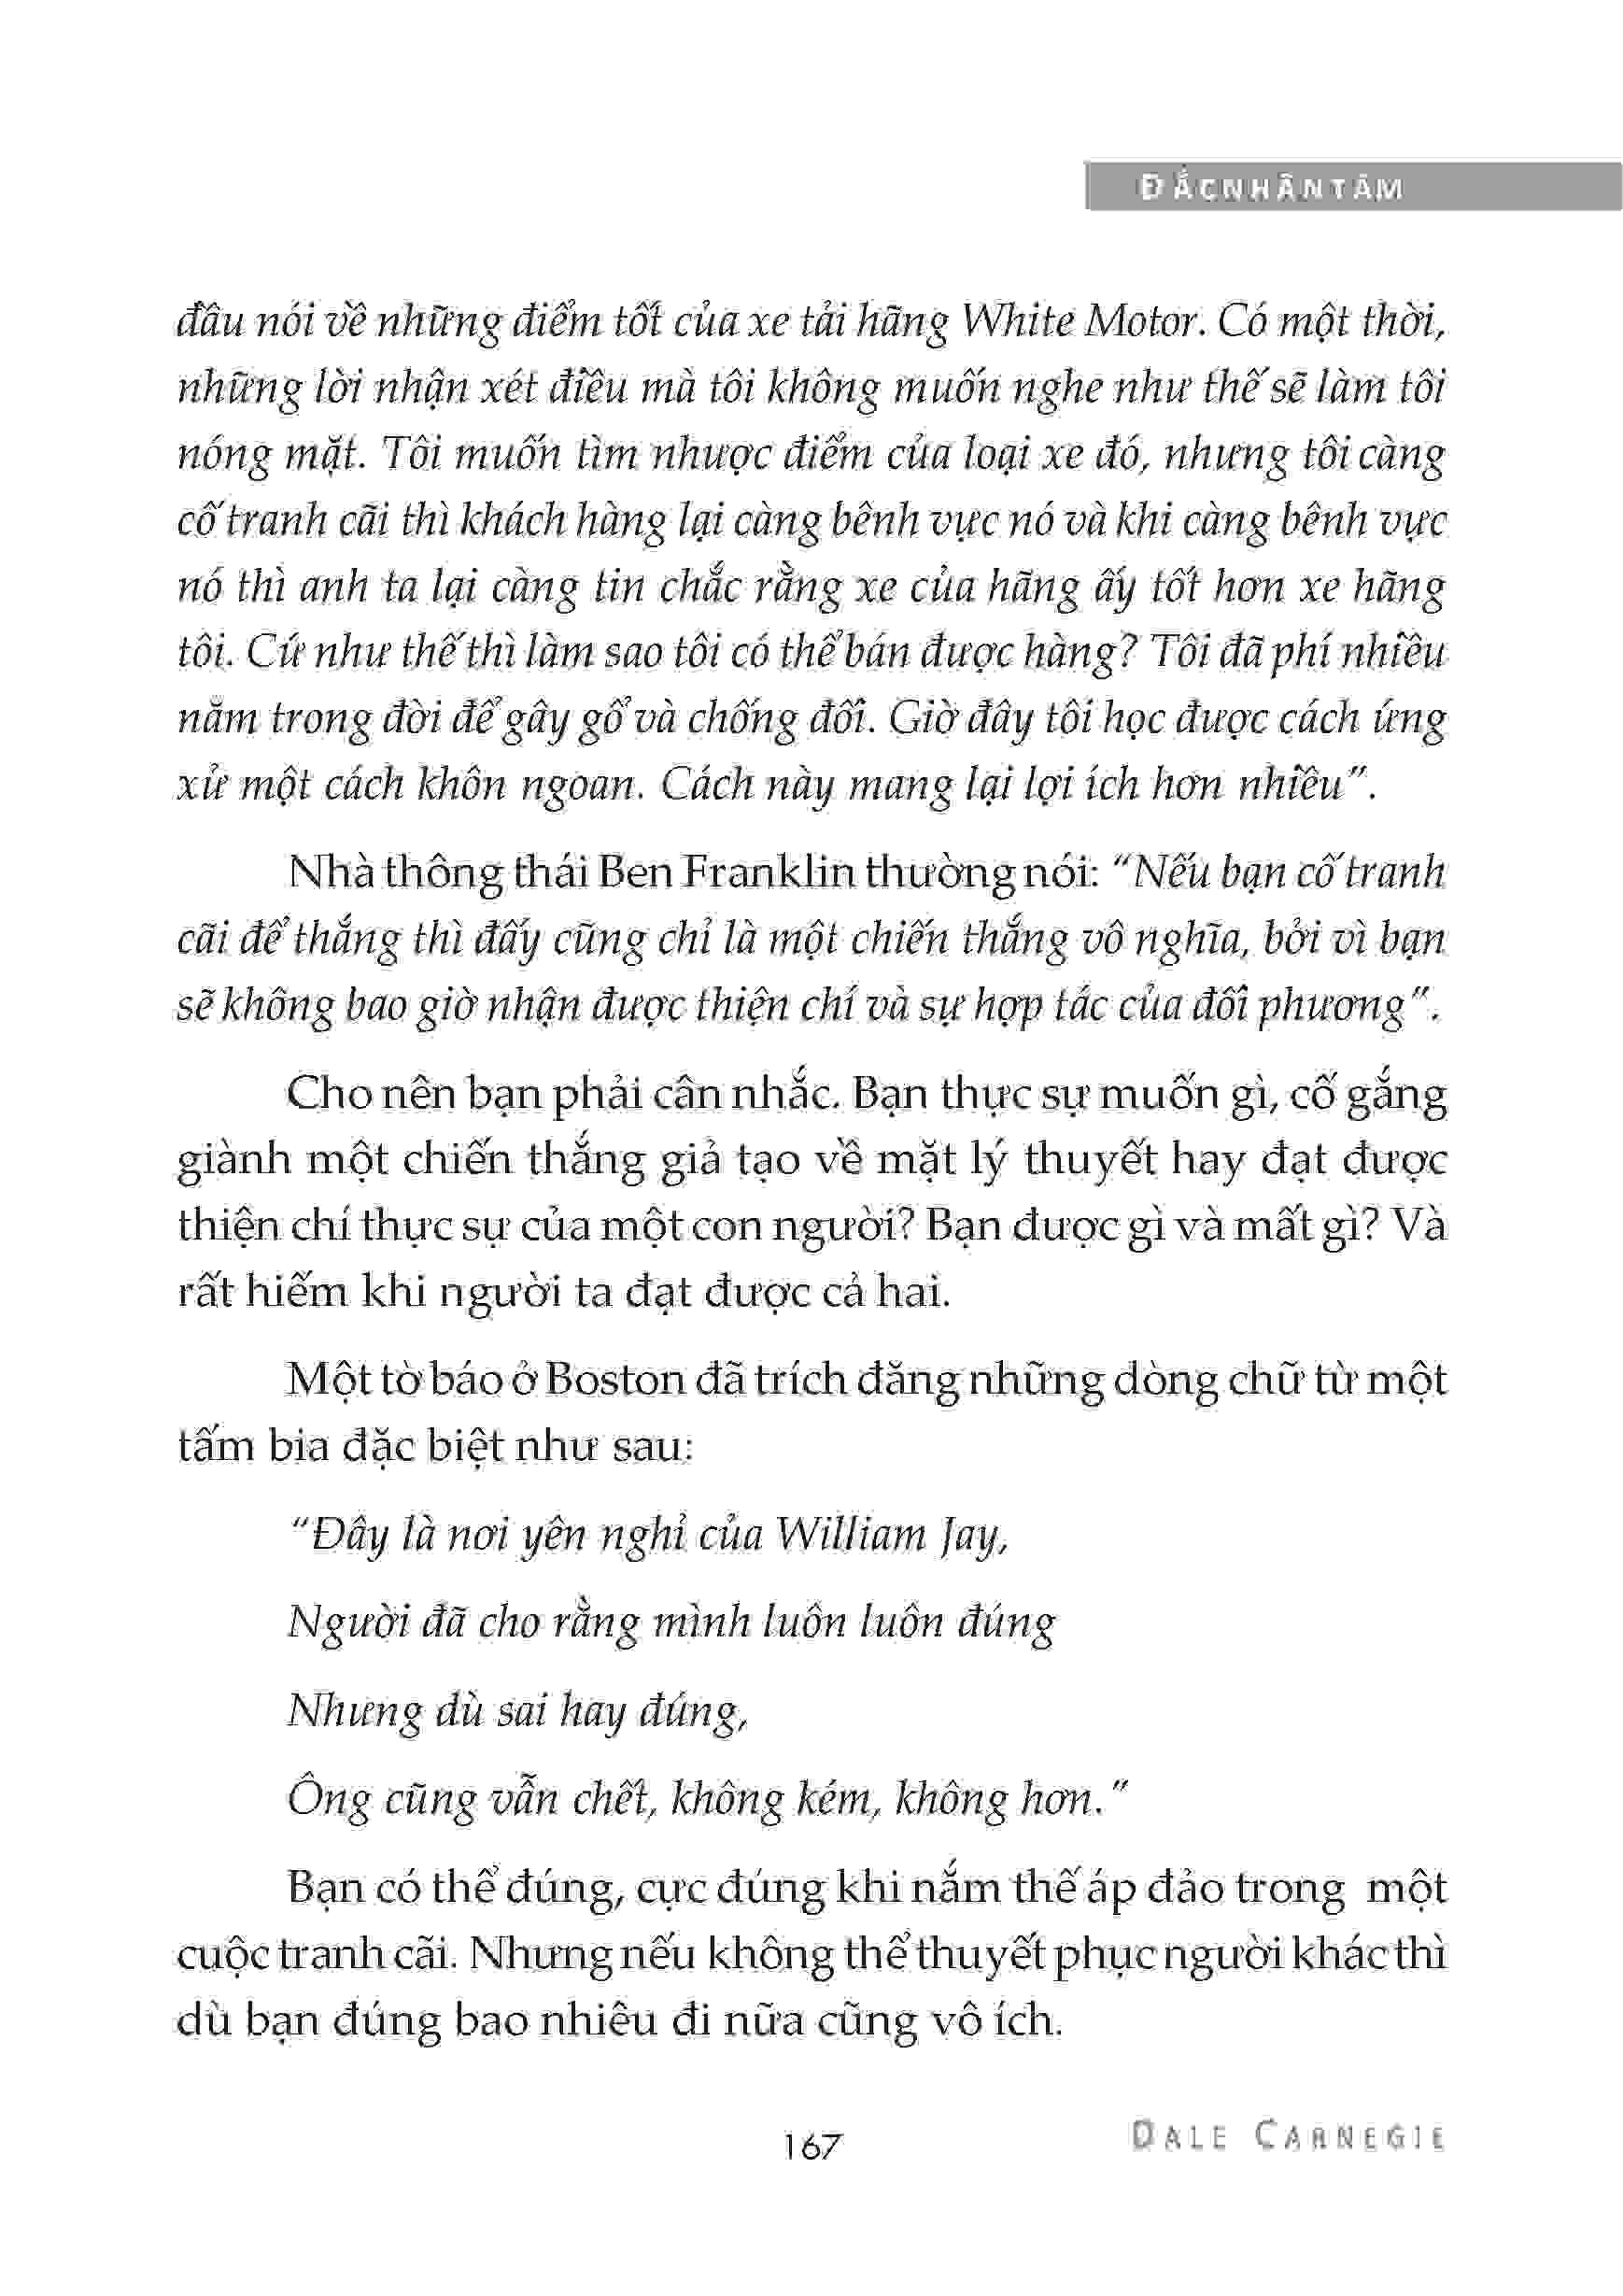 ĐẮC NHÂN TÂM
đầu nói về những điểm tốt của xe tải hãng White Motor. Có một thời,
những lời nhận xét điều mà tôi không muốn nghe như thế sẽ làm tôi
nóng mặt. Tôi muốn tìm nhược điểm của loại xe đó, nhưng tôi càng
cố tranh cãi thì khách hàng lại càng bênh vực nó và khi càng bênh vực
nó thì anh ta lại càng tin chắc rằng xe của hãng ấy tốt hơn xe hãng
tôi. Cứ như thế thì làm sao tôi có thể bán được hàng? Tôi đã phí nhiều
năm trong đời để gây gổ và chống đối. Giờ đây tôi học được cách ứng
xử một cách khôn ngoan. Cách này mang lại lợi ích hơn nhiều”.
Nhà thông thái Ben Franklin thường nói: “Nếu bạn cố tranh
cãi để thắng thì đấy cũng chỉ là một chiến thắng vô nghĩa, bởi vì bạn
sẽ không bao giờ nhận được thiện chí và sự hợp tác của đối phương”.
Cho nên bạn phải cân nhắc. Bạn thực sự muốn gì, cố gắng
giành một chiến thắng giả tạo về mặt lý thuyết hay đạt được
thiện chí thực sự của một con người? Bạn được gì và mất gì? Và
rất hiếm khi người ta đạt được cả hai.
Một tờ báo ở Boston đã trích đăng những dòng chữ từ một
tấm bia đặc biệt như sau:
“Đây là nơi yên nghỉ của William Jay,
Người đã cho rằng mình luôn luôn đúng
Nhưng dù sai hay đúng,
Ông cũng vẫn chết, không kém, không hơn.”
Bạn có thể đúng, cực đúng khi nắm thế áp đảo trong một
cuộc tranh cãi. Nhưng nếu không thể thuyết phục người khác thì
dù bạn đúng bao nhiêu đi nữa cũng vô ích.
167
DALE CARNEGIE